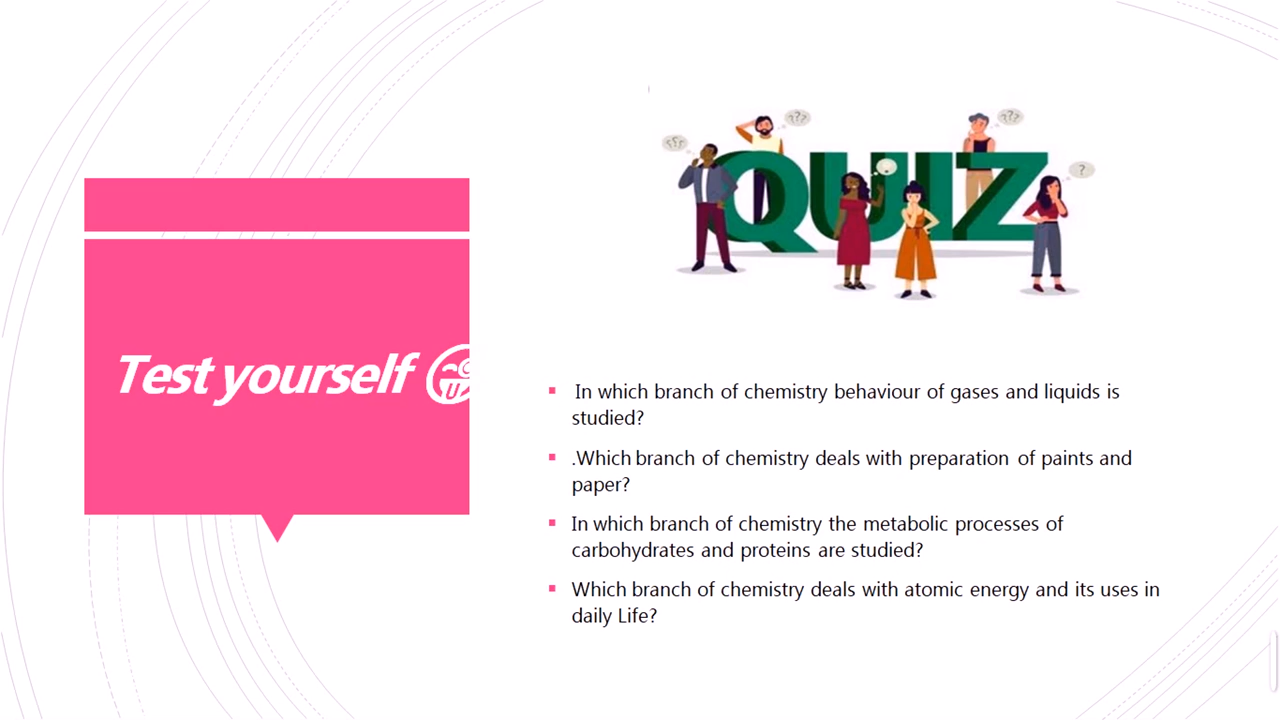 ???
???
???
?
QUIZ
Test yourself
▪ In which branch of chemistry behaviour of gases and liquids is
studied?
▪ .Which branch of chemistry deals with preparation of paints and
paper?
▪ In which branch of chemistry the metabolic processes of
carbohydrates and proteins are studied?
▪ Which branch of chemistry deals with atomic energy and its uses in
daily Life?